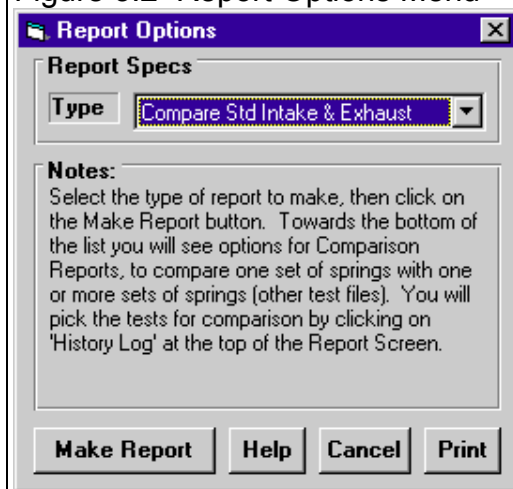 Figure 3.2 Report Options Menu
Report Options
Report Specs
Type
Compare Std Intake & Exhaust
Notes:
Select the type of report to make, then click on
the Make Report button. Towards the bottom of
the list you will see options for Comparison
Reports, to compare one set of springs with one
or more sets of springs (other test files). You will
pick the tests for comparison by clicking on
'History Log' at the top of the Report Screen.
Make Report
Help
Cancel
Print